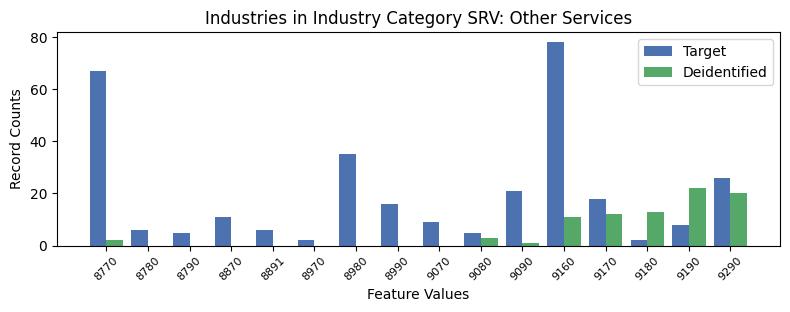 Industries in Industry Category SRV: Other Services
Target
Deidentified
Record Counts
80
60
40
20
0
8770 8780 8790 8870 8891 8970 8980 8990 9070 9080 9090 9160 9170 9180 9190 9290
Feature Values